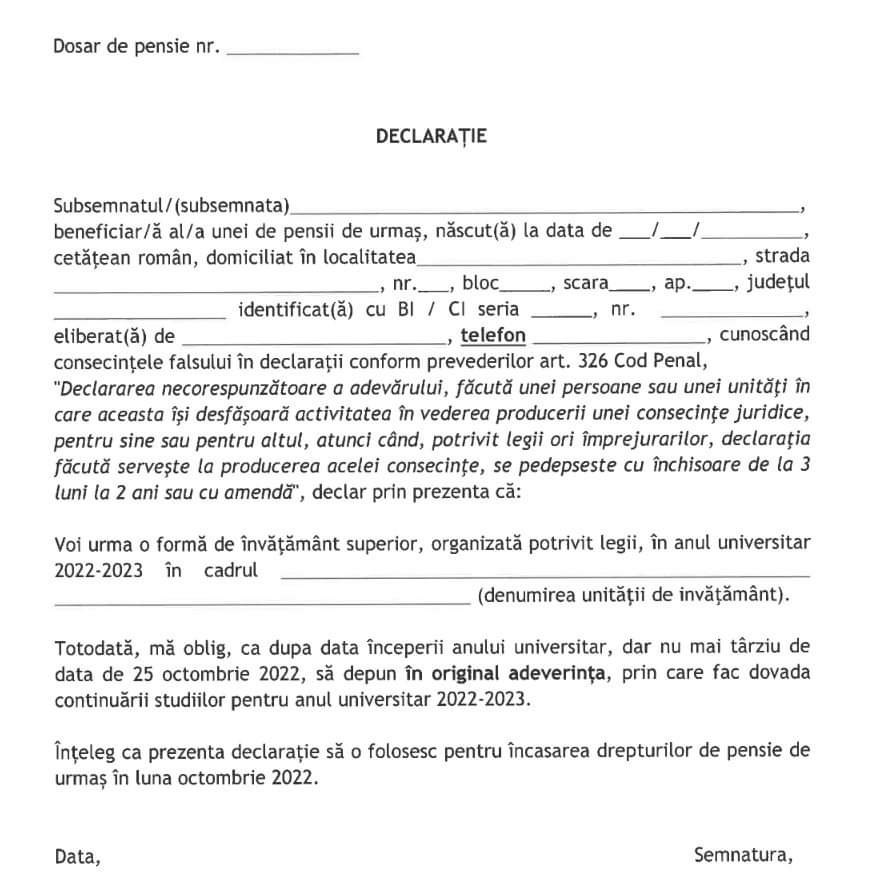 Dosar de pensie nr. ____________
DECLARAȚIE
Subsemnatul/(subsemnata)______________________________________________,
beneficiar/ă al/a unei de pensii de urmaș, născut(ă) la data de ___/___/_________,
cetățean român, domiciliat în localitatea_____________________________, strada
_____________________________, nr.___, bloc_____, scara____, ap.____, județul
________________ identificat(ă) cu BI / CI seria ______, nr. _____________,
eliberat(ă) de ________________________, telefon ________________, cunoscând
consecințele falsului în declarații conform prevederilor art. 326 Cod Penal,
"Declararea necorespunzătoare a adevărului, făcută unei persoane sau unei unități în
care aceasta își desfășoară activitatea în vederea producerii unei consecințe juridice,
pentru sine sau pentru altul, atunci când, potrivit legii ori împrejurarilor, declarația
făcută servește la producerea acelei consecințe, se pedepseste cu închisoare de la 3
luni la 2 ani sau cu amendă", declar prin prezenta că:
Voi urma o formă de învățământ superior, organizată potrivit legii, în anul universitar
2022-2023 în cadrul ________________________________________________
______________________________________ (denumirea unității de invățământ).
Totodată, mă oblig, ca dupa data începerii anului universitar, dar nu mai târziu de
data de 25 octombrie 2022, să depun în original adeverința, prin care fac dovada
continuării studiilor pentru anul universitar 2022-2023.
Înțeleg ca prezenta declarație să o folosesc pentru încasarea drepturilor de pensie de
urmaș în luna octombrie 2022.
Data,
Semnatura,